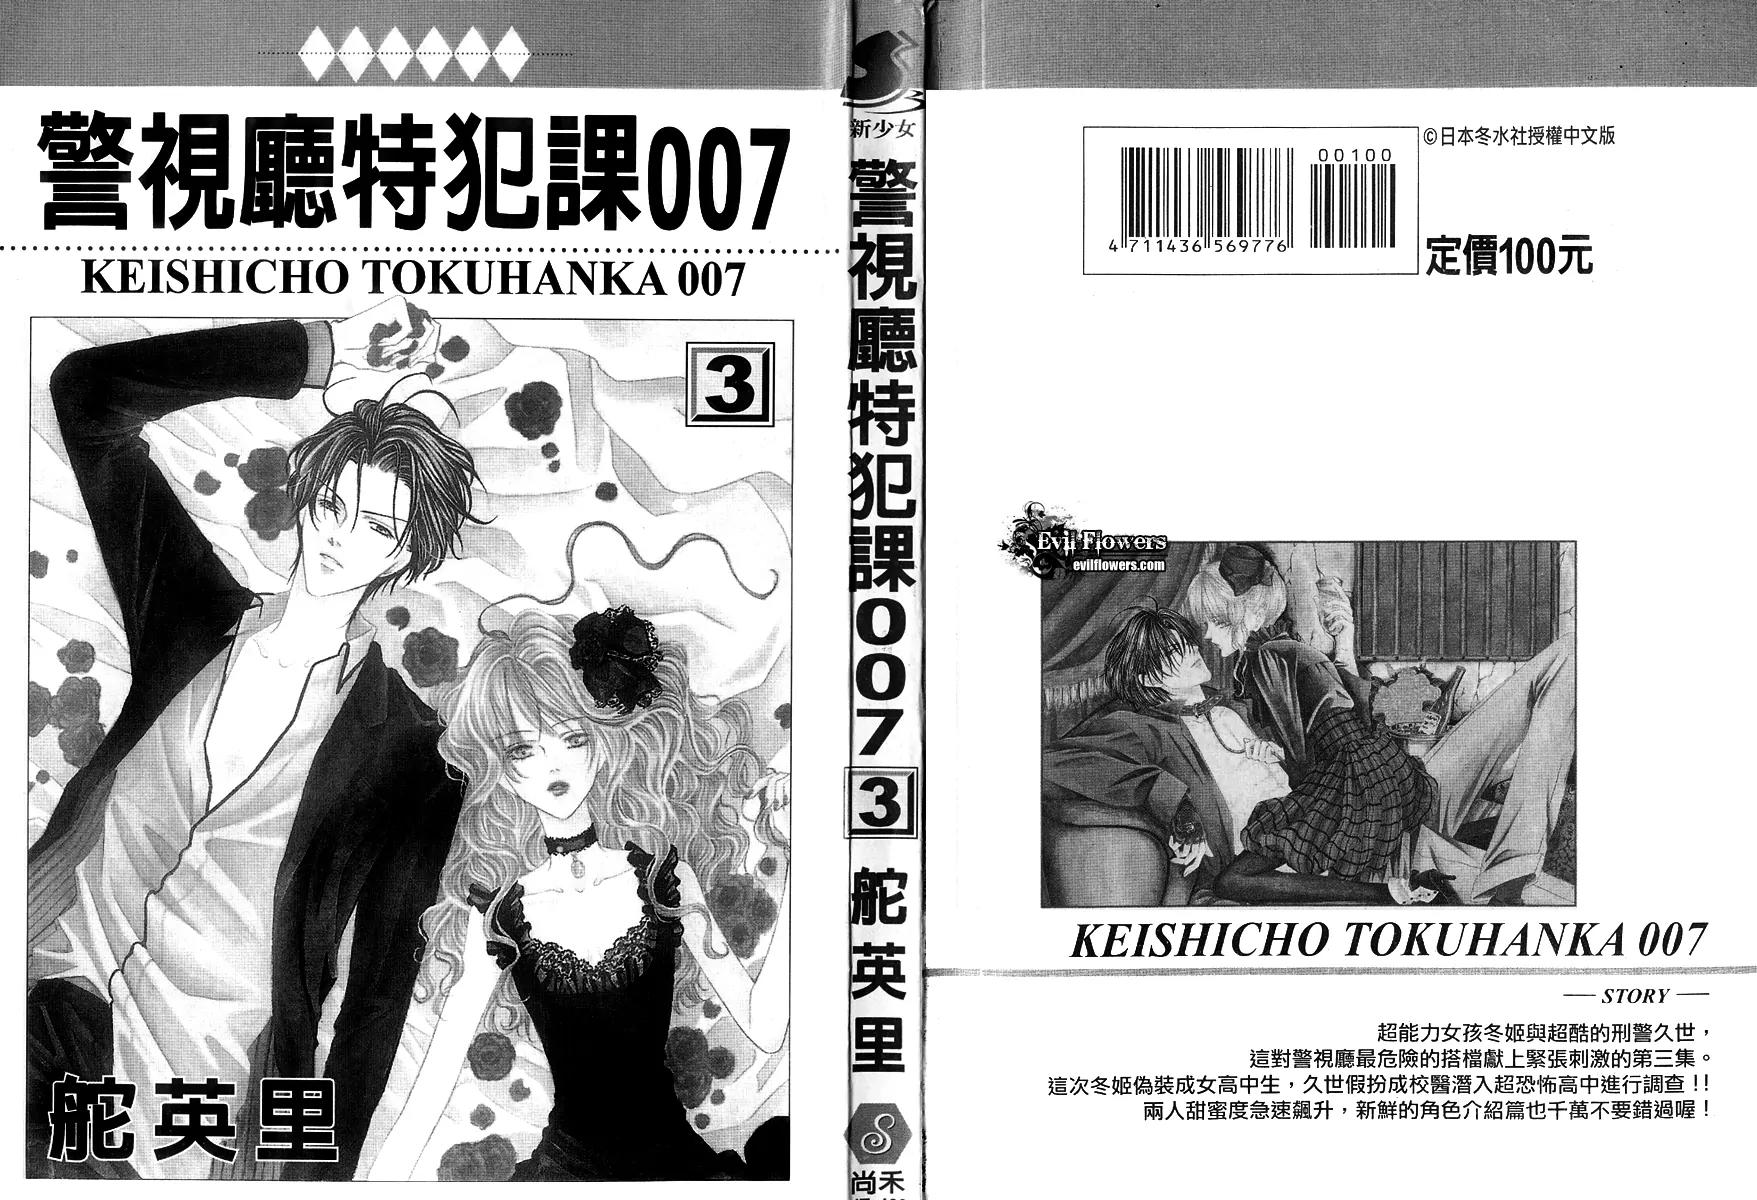 警視廳特犯課007
KEISHICHO TOKUHANKA 007
3
舵英里
新少女
警視廳特犯課007
3
舵英里
S
尚禾
©日本冬水社授權中文版
00100
4 711436 569776
定價100元
Evil Flowers
evilflowers.com
KEISHICHO TOKUHANKA 007
STORY
超能力女孩冬姬與超酷的刑警久世，
這對警視廳最危險的搭檔獻上緊張刺激的第三集。
這次冬姬偽裝成女高中生，久世假扮成校醫潛入超恐怖高中進行調查!!
兩人甜蜜度急速飆升，新鮮的角色介紹篇也千萬不要錯過喔！